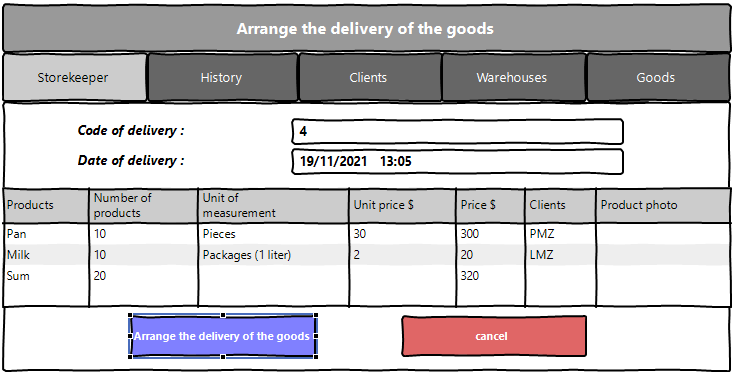 Arrange the delivery of the goods
Storekeeper History Clients Warehouses Goods
Code of delivery : 4
Date of delivery : 19/11/2021 13:05
Products Number of products Unit of measurement Unit price $ Price $ Clients Product photo
Pan 10 Pieces 30 300 PMZ
Milk 10 Packages (1 liter) 2 20 LMZ
Sum 20 320
Arrange the delivery of the goods cancel